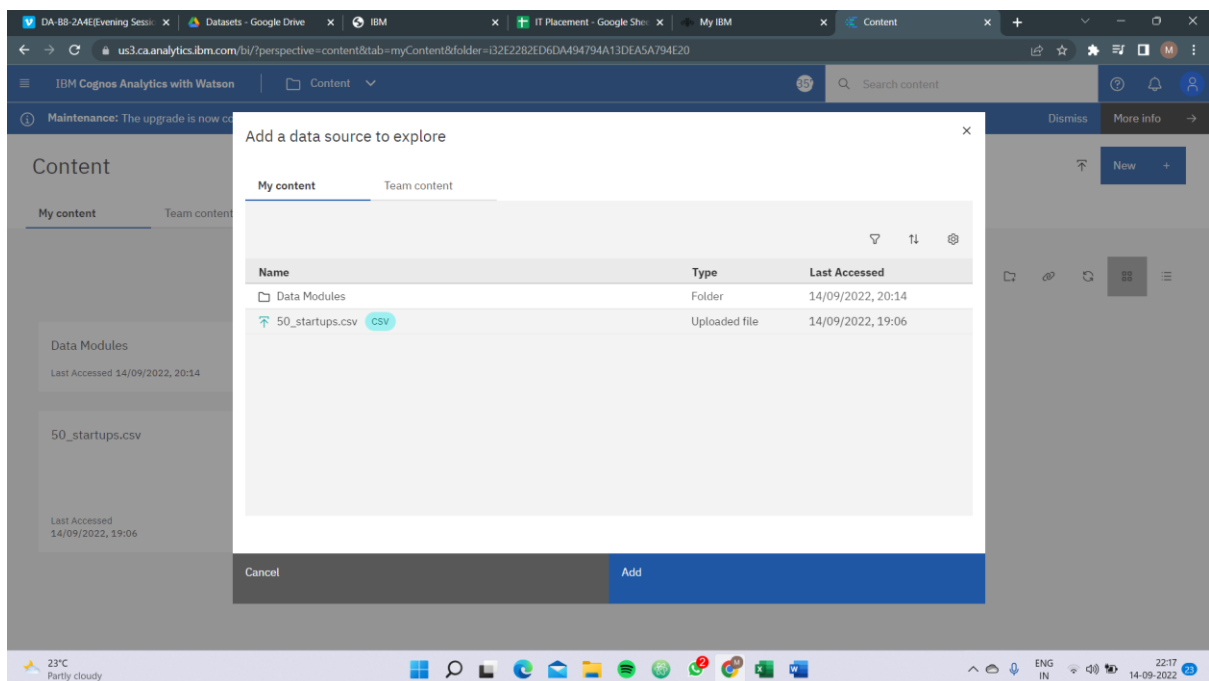 DA-BB-2A4E(Evening Sessic
Datasets - Google Drive
IBM
IT Placement - Google Shee
My IBM
Content
us3.ca.analytics.ibm.com/bi/?perspective=content&tab=myContent&folder=i32E2282ED6DA494794A13DEA5A794E20
M
IBM Cognos Analytics with Watson
Content
Search content
Maintenance: The upgrade is now co
Dismiss
More info
Add a data source to explore
Content
New +
My content
Team content
My content
Team content
Name
Type
Last Accessed
Data Modules
Folder
14/09/2022, 20:14
50_startups.csv
CSV
Uploaded file
14/09/2022, 19:06
Data Modules
Last Accessed 14/09/2022, 20:14
50_startups.csv
Last Accessed
14/09/2022, 19:06
Cancel
Add
23°C
Partly cloudy
2
ENG
IN
22:17
14-09-2022
23